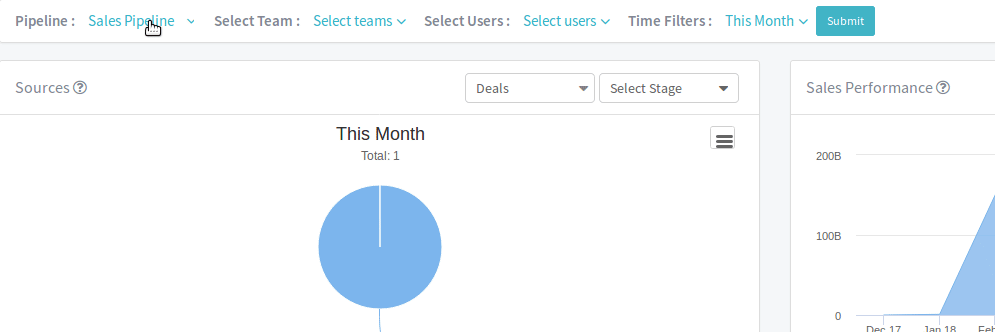 Pipeline : Sales Pipeline Select Team : Select teams Select Users : Select users Time Filters : This Month Submit
Sources Deals Select Stage Sales Performance
This Month
Total: 1
200B
100B
0
Dec 17 Jan 18 Feb